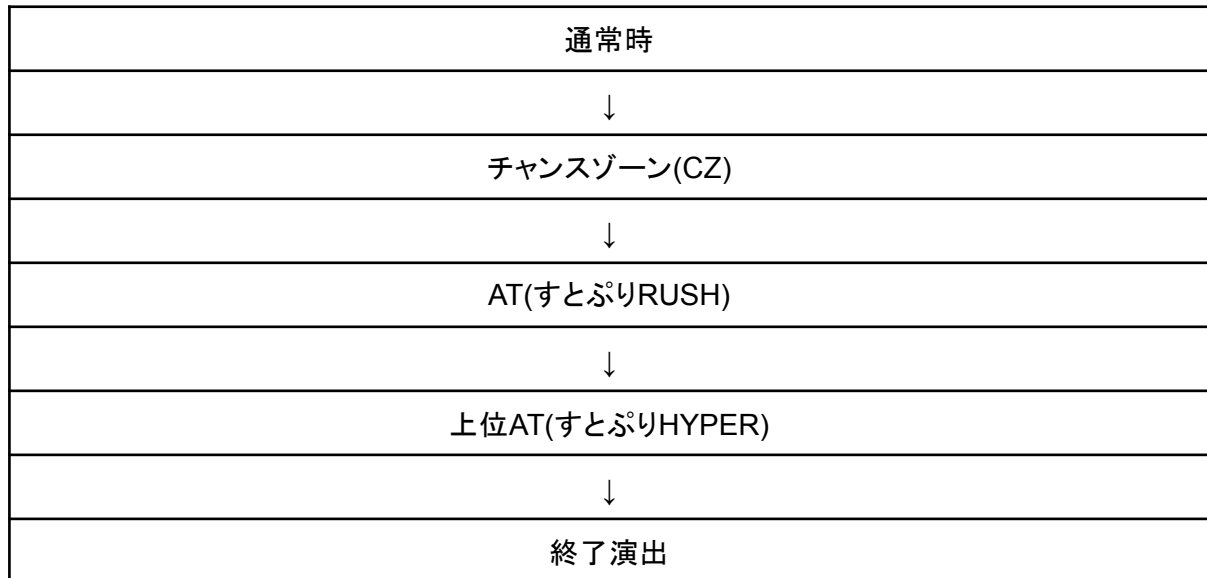 通常時
↓
チャンスゾーン(CZ)
↓
AT(すとぷりRUSH)
↓
上位AT(すとぷりHYPER)
↓
終了演出